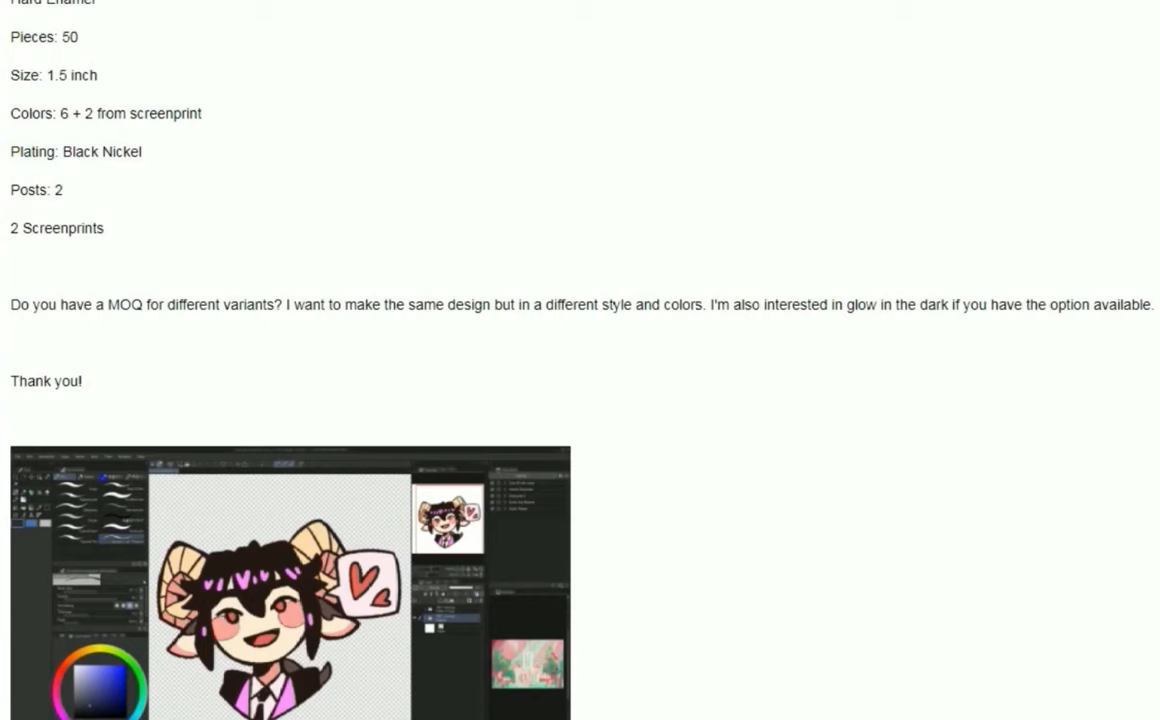 Hard Enamel
Pieces: 50
Size: 1.5 inch
Colors: 6 + 2 from screenprint
Plating: Black Nickel
Posts: 2
2 Screenprints
Do you have a MOQ for different variants? I want to make the same design but in a different style and colors. I'm also interested in glow in the dark if you have the option available.
Thank you!